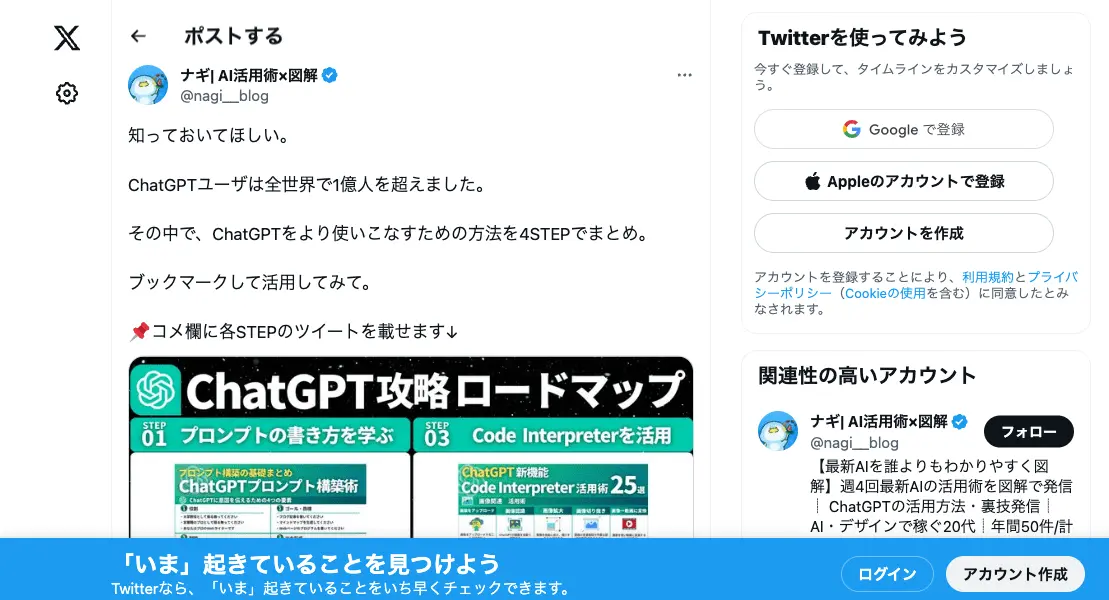 ポストする
ナギ| AI活用術×図解
@nagi__blog
知っておいてほしい。
ChatGPTユーザは全世界で1億人を超えました。
その中で、ChatGPTをより使いこなすための方法を4STEPでまとめ。
ブックマークして活用してみて。
📌コメ欄に各STEPのツイートを載せます↓
ChatGPT攻略ロードマップ
STEP 01 プロンプトの書き方を学ぶ
STEP 03 Code Interpreterを活用
プロンプト構築の基礎まとめ
ChatGPTプロンプト構築術
ChatGPT新機能
Code Interpreter活用術25選
Twitterを使ってみよう
今すぐ登録して、タイムラインをカスタマイズしましょ
う。
Google で登録
Appleのアカウントで登録
アカウントを作成
アカウントを登録することにより、利用規約とプライバ
シーポリシー（Cookieの使用を含む）に同意したとみ
なされます。
関連性の高いアカウント
ナギ| AI活用術×図解
@nagi__blog
フォロー
【最新AIを誰よりもわかりやすく図
解】週4回最新AIの活用術を図解で発信
┊ ChatGPTの活用方法・裏技発信┊
AI・デザインで稼ぐ20代┊年間50件/計
「いま」起きていることを見つけよう
Twitterなら、「いま」起きていることをいち早くチェックできます。
ログイン
アカウント作成